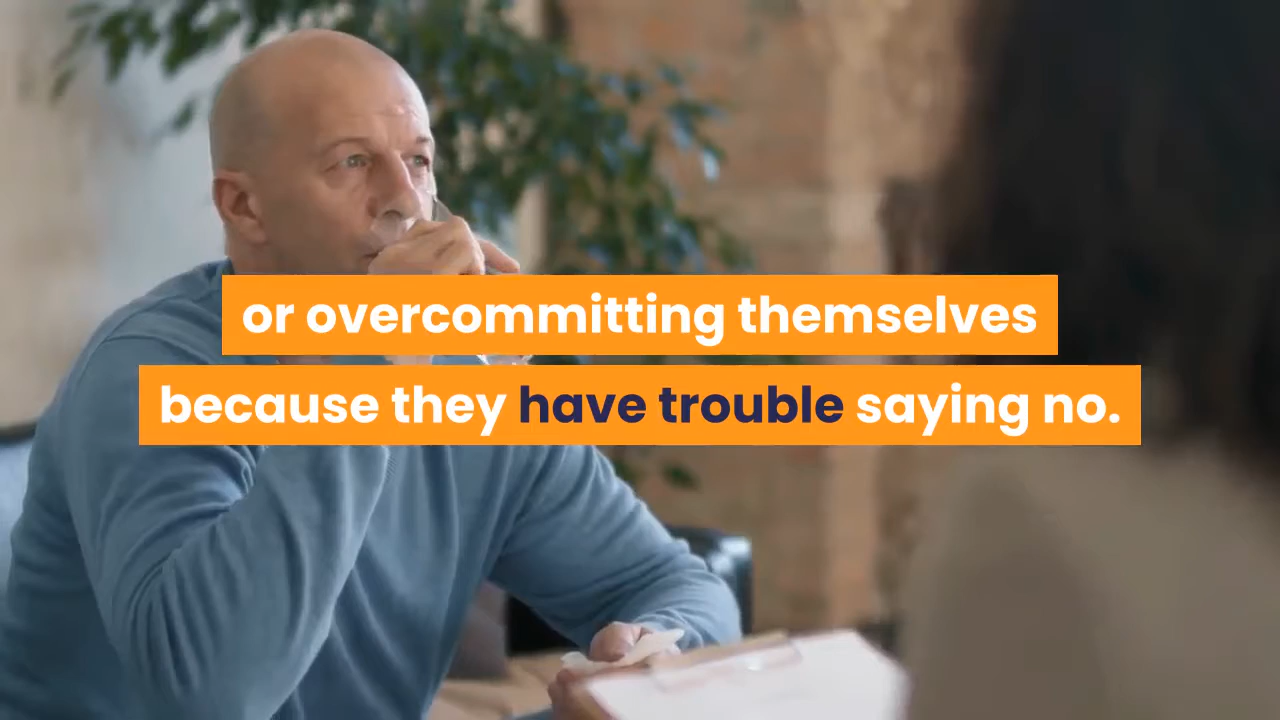 or overcommitting themselves
because they have trouble saying no.